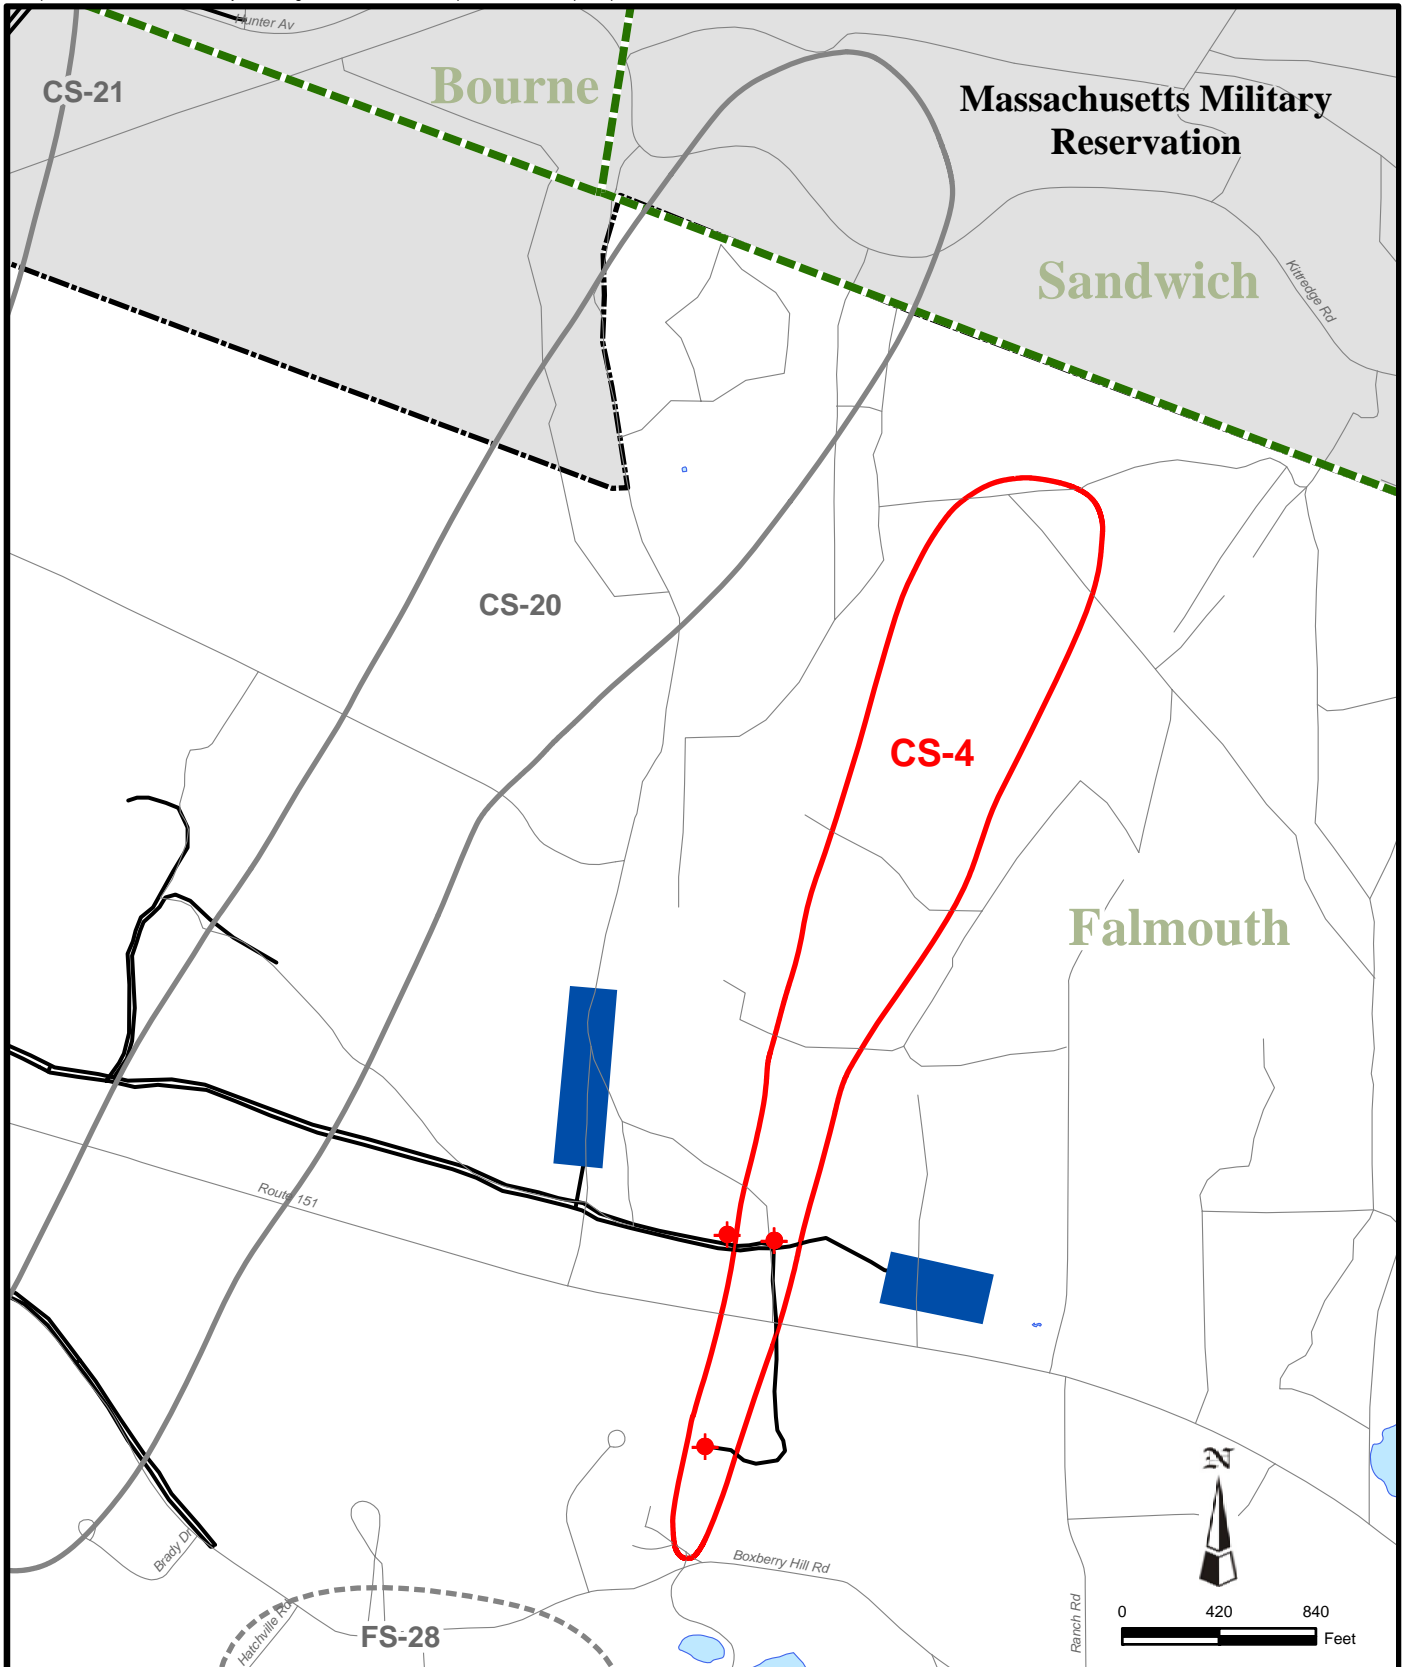 Hunter Av
CS-21
Bourne
Massachusetts Military
Reservation
Sandwich
Kittredge Rd
CS-20
CS-4
Falmouth
Route 151
N
Brady Dr
Boxberry Hill Rd
Hatchville Rd
FS-28
Ranch Rd
0 420 840
Feet